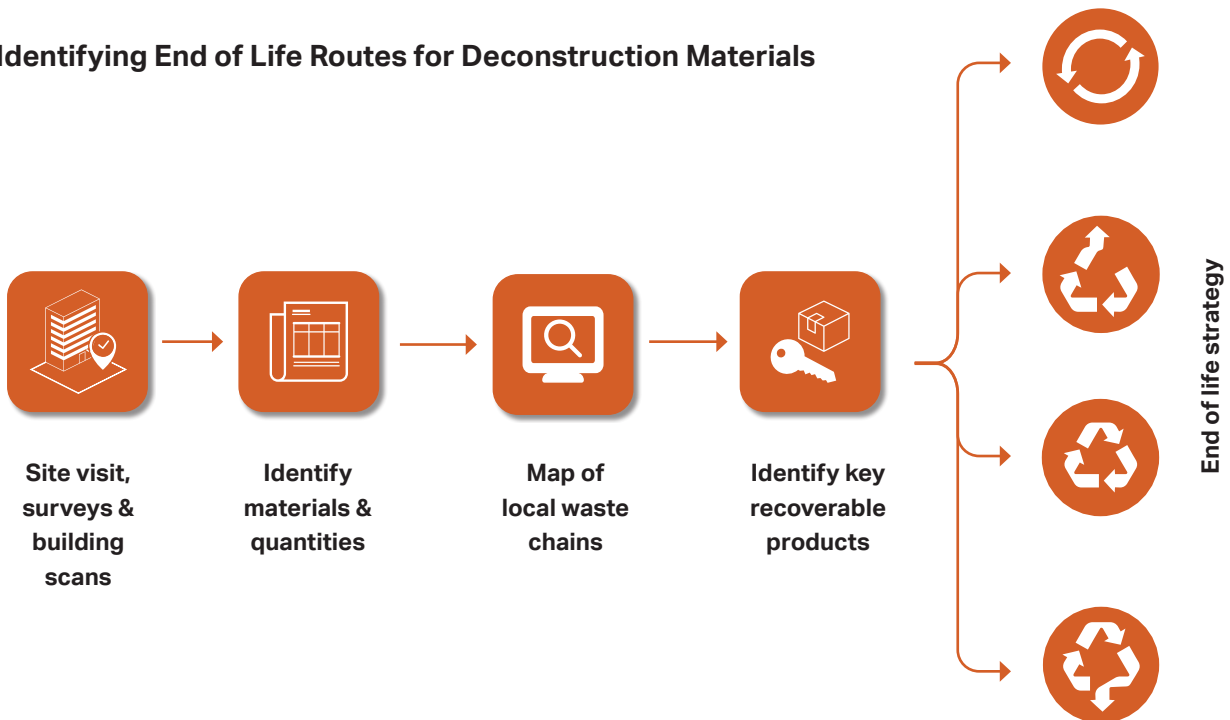 Identifying End of Life Routes for Deconstruction Materials
Site visit,
surveys &
building
scans
Identify
materials &
quantities
Map of
local waste
chains
Identify key
recoverable
products
End of life strategy